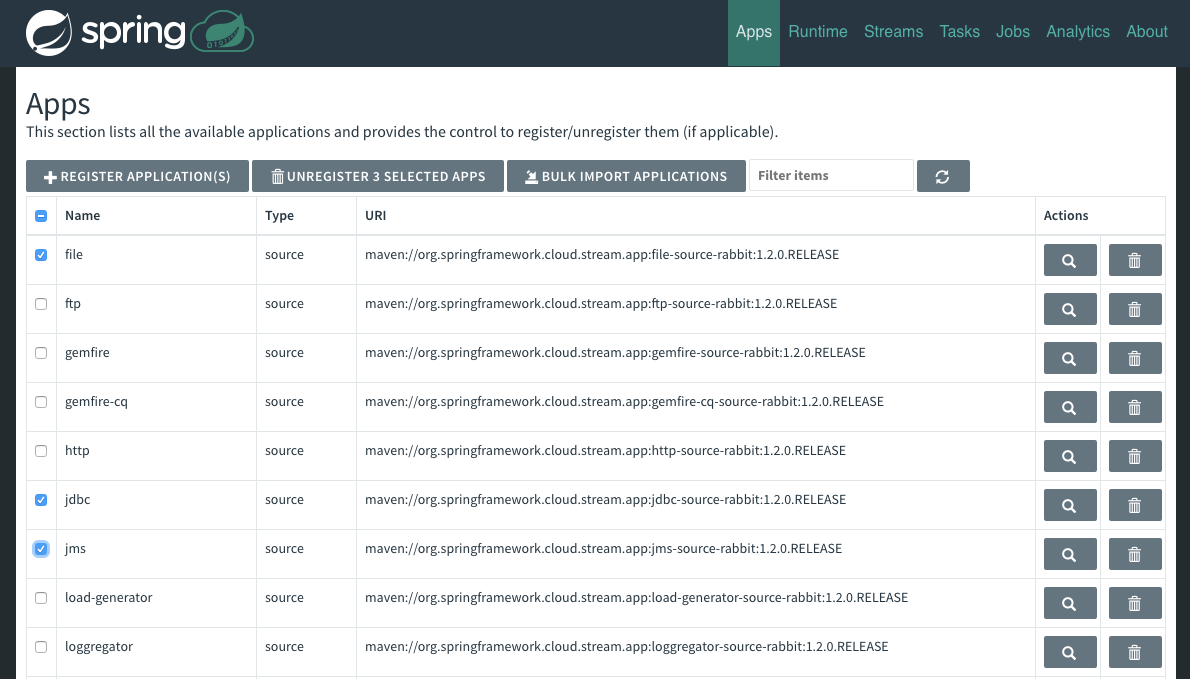 spring
Apps Runtime Streams Tasks Jobs Analytics About
Apps
This section lists all the available applications and provides the control to register/unregister them (if applicable).
REGISTER APPLICATION(S) UNREGISTER 3 SELECTED APPS BULK IMPORT APPLICATIONS Filter items
Name Type URI Actions
file source maven://org.springframework.cloud.stream.app:file-source-rabbit:1.2.0.RELEASE
ftp source maven://org.springframework.cloud.stream.app:ftp-source-rabbit:1.2.0.RELEASE
gemfire source maven://org.springframework.cloud.stream.app:gemfire-source-rabbit:1.2.0.RELEASE
gemfire-cq source maven://org.springframework.cloud.stream.app:gemfire-cq-source-rabbit:1.2.0.RELEASE
http source maven://org.springframework.cloud.stream.app:http-source-rabbit:1.2.0.RELEASE
jdbc source maven://org.springframework.cloud.stream.app:jdbc-source-rabbit:1.2.0.RELEASE
jms source maven://org.springframework.cloud.stream.app:jms-source-rabbit:1.2.0.RELEASE
load-generator source maven://org.springframework.cloud.stream.app:load-generator-source-rabbit:1.2.0.RELEASE
loggregator source maven://org.springframework.cloud.stream.app:loggregator-source-rabbit:1.2.0.RELEASE